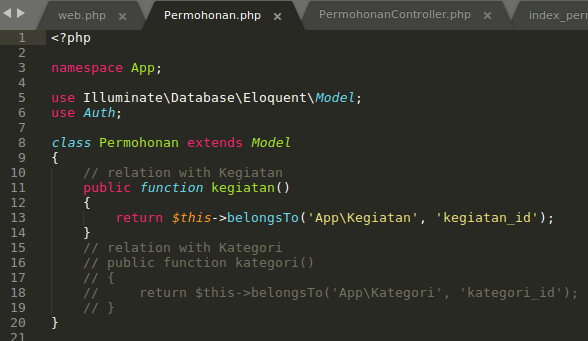 web.php × Permohonan.php × PermohonanController.php × index_per
1 <?php
2
3 namespace App;
4
5 use Illuminate\Database\Eloquent\Model;
6 use Auth;
7
8 class Permohonan extends Model
9 {
10     // relation with Kegiatan
11     public function kegiatan()
12     {
13         return $this->belongsTo('App\Kegiatan', 'kegiatan_id');
14     }
15     // relation with Kategori
16     // public function kategori()
17     // {
18     //     return $this->belongsTo('App\Kategori', 'kategori_id');
19     // }
20 }
21